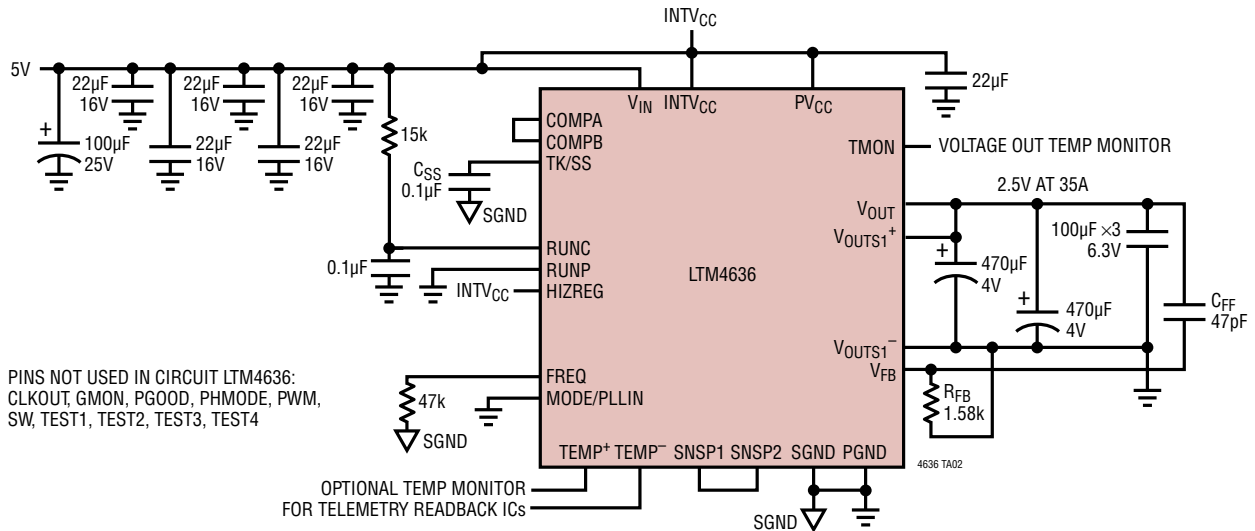 INTVCC
5V
22µF
16V
22µF
16V
22µF
16V
22µF
100µF
25V
22µF
16V
22µF
16V
15k
VIN
INTVCC
PVCC
COMPA
COMPB
TK/SS
CSS
0.1µF
SGND
RUNC
RUNP
HIZREG
0.1µF
INTVCC
LTM4636
TMON
VOLTAGE OUT TEMP MONITOR
2.5V AT 35A
VOUT
VOUTS1+
+
470µF
4V
+
470µF
4V
100µF ×3
6.3V
CFF
47pF
VOUTS1−
VFB
RFB
1.58k
+
PINS NOT USED IN CIRCUIT LTM4636:
CLKOUT, GMON, PGOOD, PHMODE, PWM,
SW, TEST1, TEST2, TEST3, TEST4
FREQ
MODE/PLLIN
47k
SGND
TEMP+ TEMP− SNSP1 SNSP2 SGND PGND
4636 TA02
OPTIONAL TEMP MONITOR
FOR TELEMETRY READBACK ICs
SGND